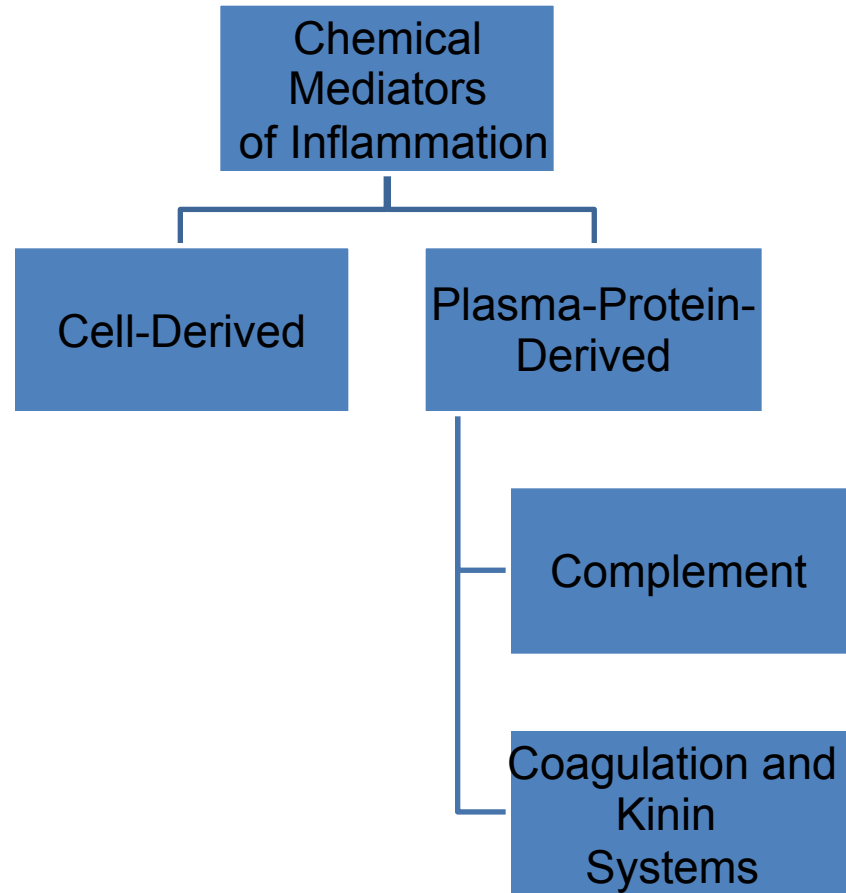 Chemical
Mediators
of Inflammation
Cell-Derived
Plasma-Protein-
Derived
Complement
Coagulation and
Kinin
Systems